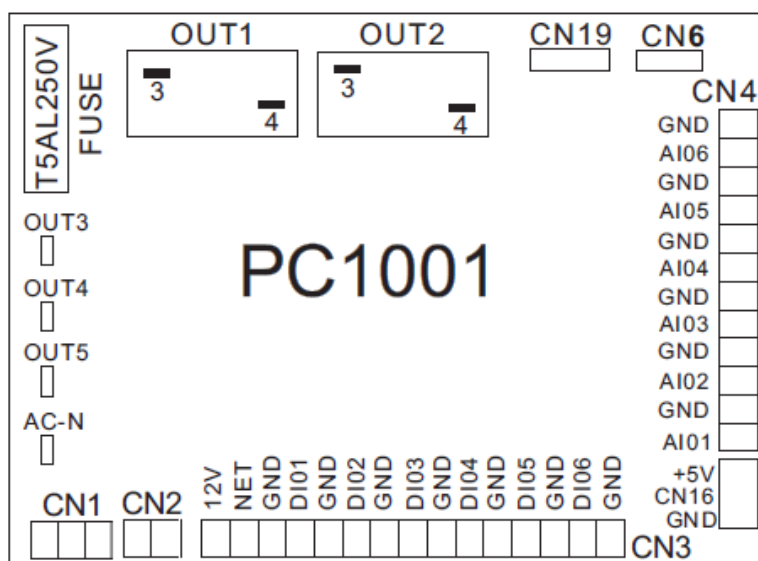 OUT1
OUT2
CN19
CN6
T5AL250V
FUSE
3
4
3
4
CN4
GND
AI06
GND
AI05
GND
AI04
GND
AI03
GND
AI02
GND
AI01
+5V
CN16
GND
OUT3
OUT4
OUT5
AC-N
PC1001
CN1
CN2
12V
NET
GND
DI01
GND
DI02
GND
DI03
GND
DI04
GND
DI05
GND
DI06
GND
CN3